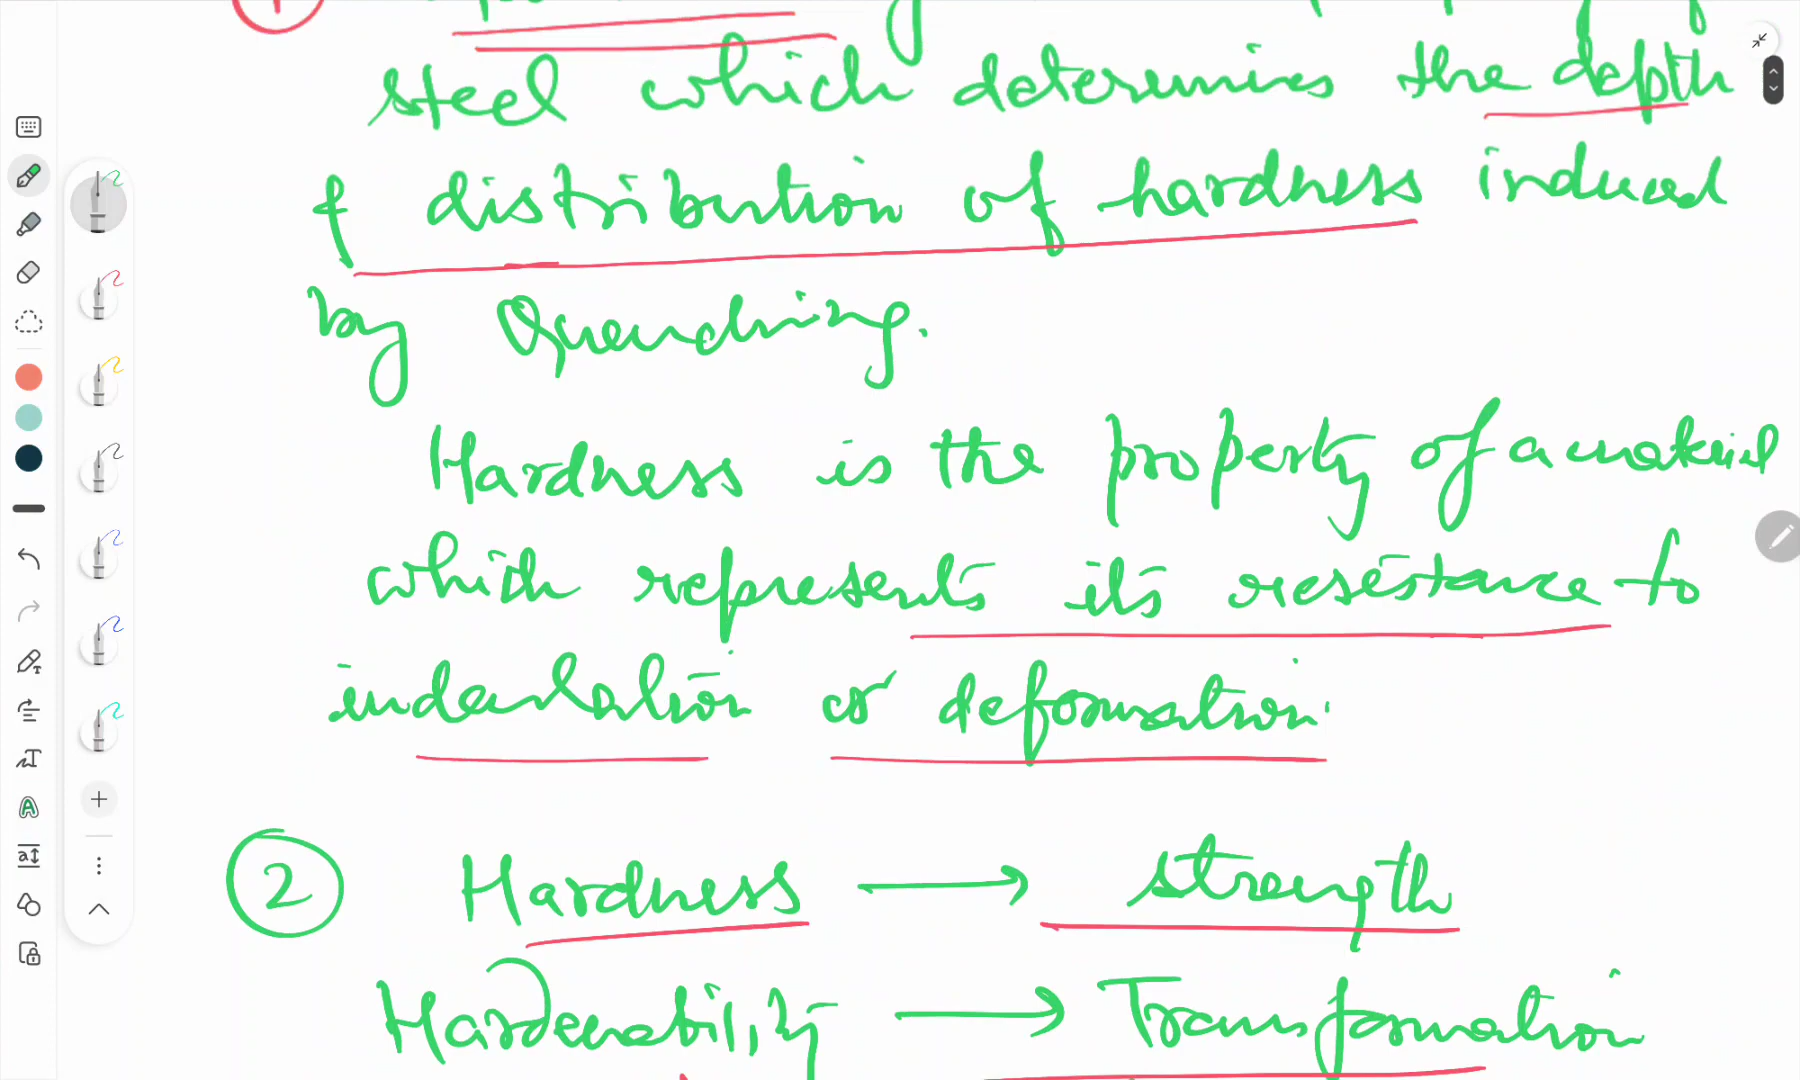 1
steel which determines the depth
& distribution of hardness induced
by Quenching.
Hardness is the property of a material
which represents its resistance to
indentation or deformation.
2 Hardness → strength
Hardenability → Transformation